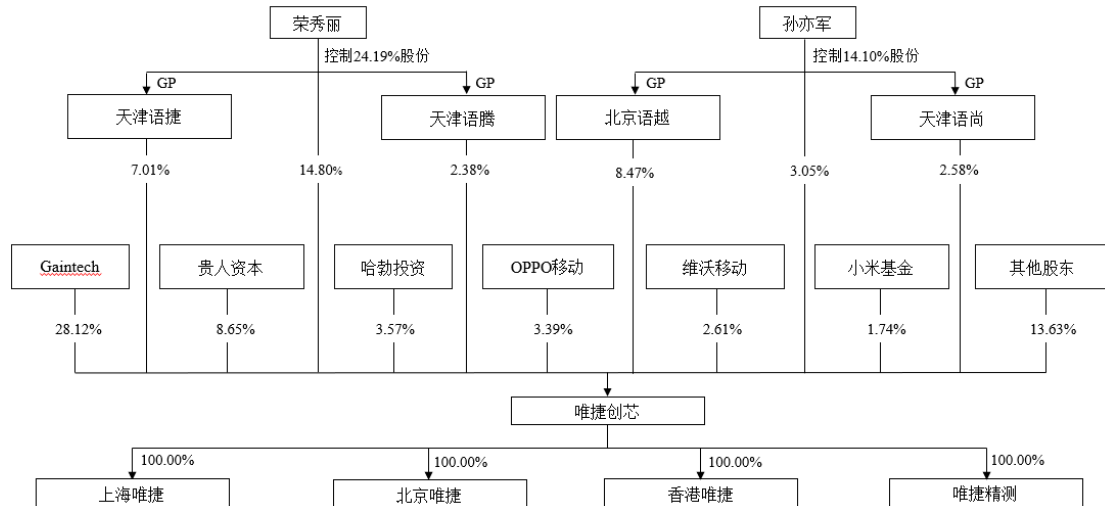 荣秀丽
孙亦军
控制24.19%股份
控制14.10%股份
GP
GP
GP
GP
天津语捷
天津语腾
北京语越
天津语尚
7.01%
14.80%
2.38%
8.47%
3.05%
2.58%
Gaintech
贵人资本
哈勃投资
OPPO移动
维沃移动
小米基金
其他股东
28.12%
8.65%
3.57%
3.39%
2.61%
1.74%
13.63%
唯捷创芯
100.00%
100.00%
100.00%
100.00%
上海唯捷
北京唯捷
香港唯捷
唯捷精测